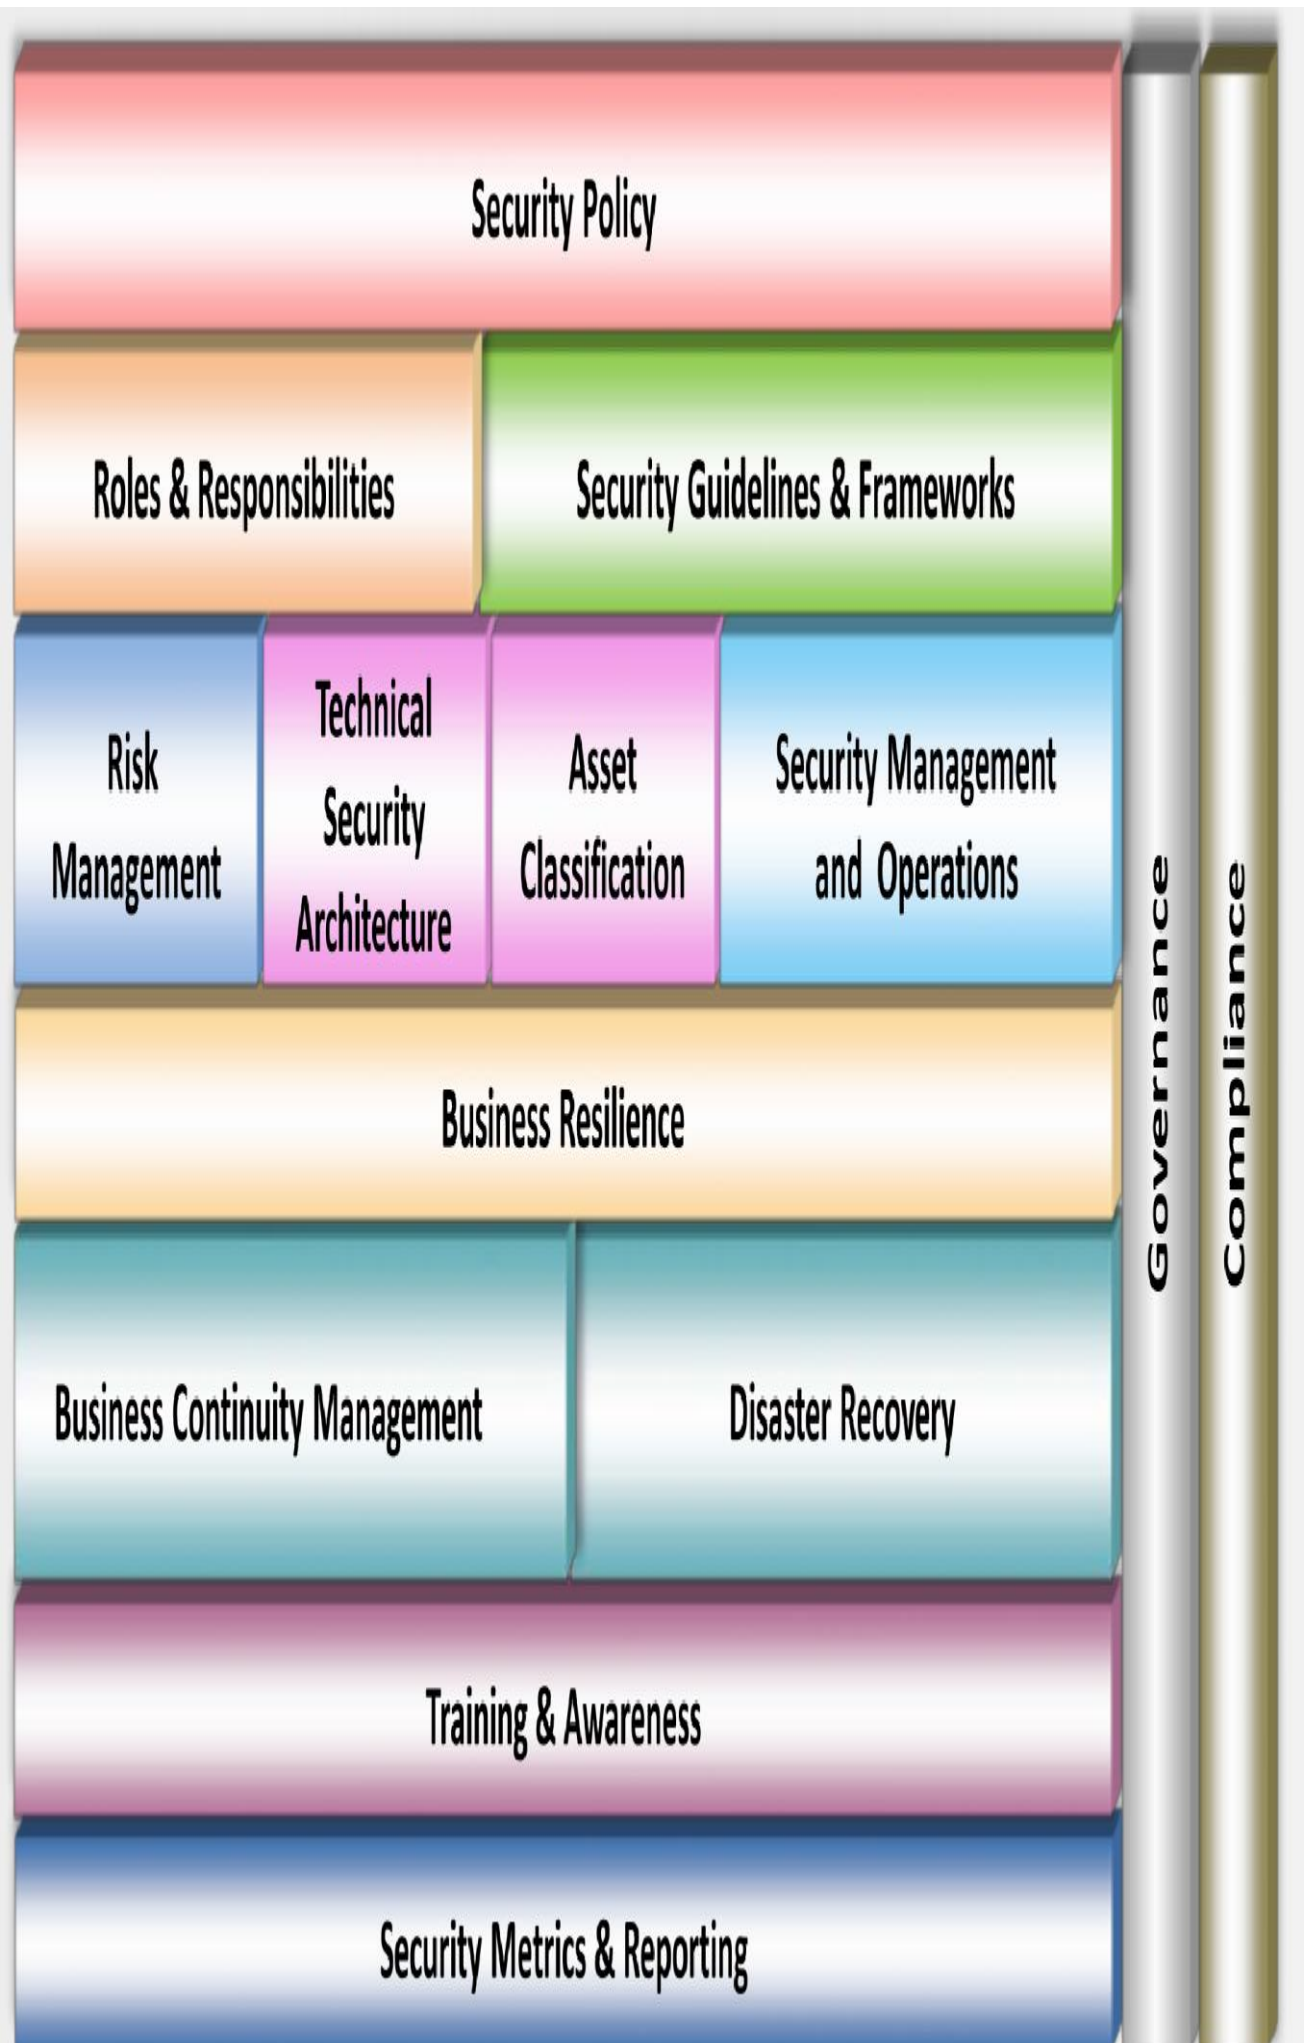 Security Policy
Roles & Responsibilities
Security Guidelines & Frameworks
Risk
Management
Technical
Security
Architecture
Asset
Classification
Security Management
and Operations
Business Resilience
Business Continuity Management
Disaster Recovery
Training & Awareness
Security Metrics & Reporting
Governance
Compliance